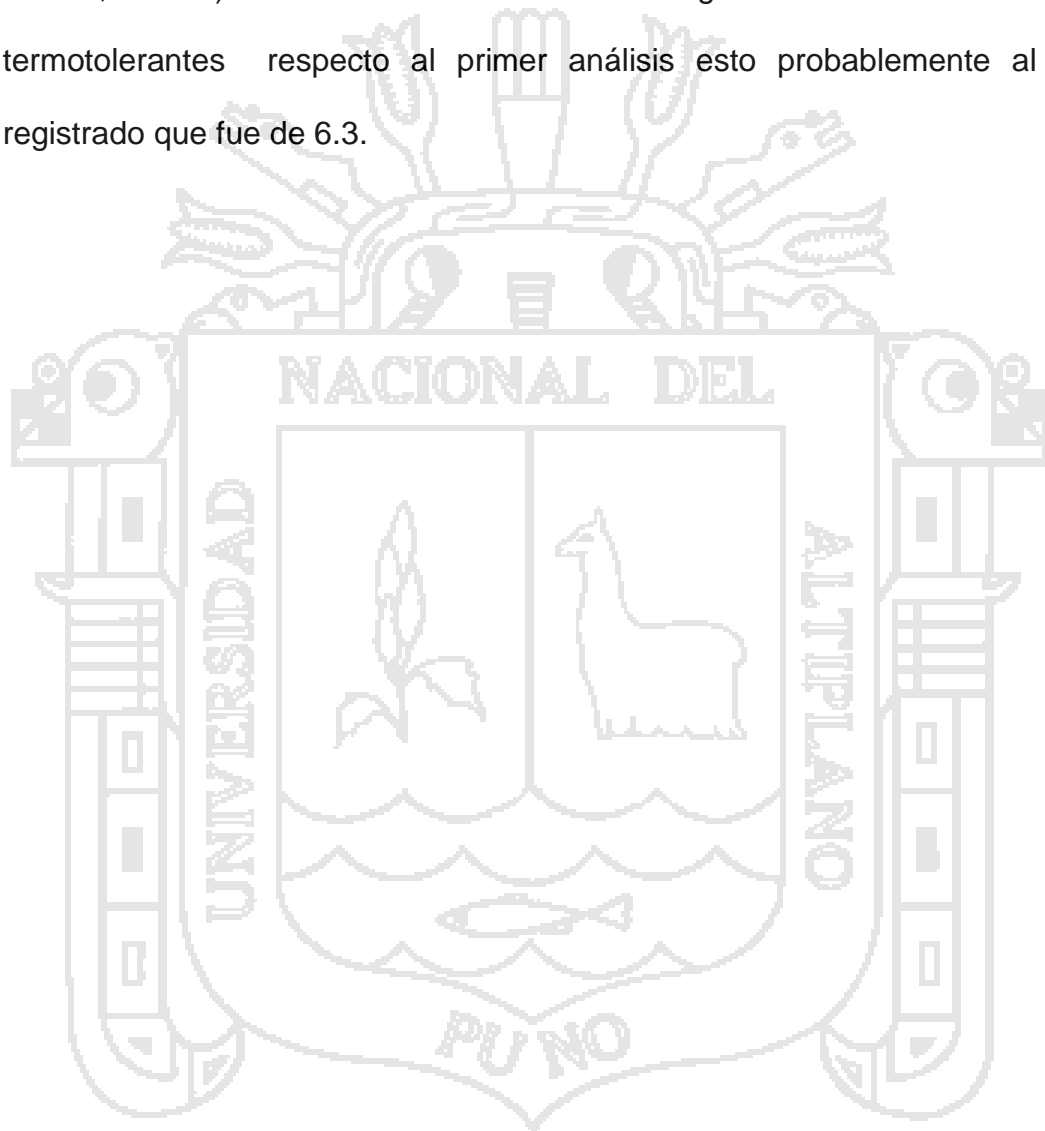 termotolerantes respecto al primer análisis esto probablemente al
registrado que fue de 6.3.
NACIONAL DEL
UNIVERSIDAD
ALTIPLANO
PUNO